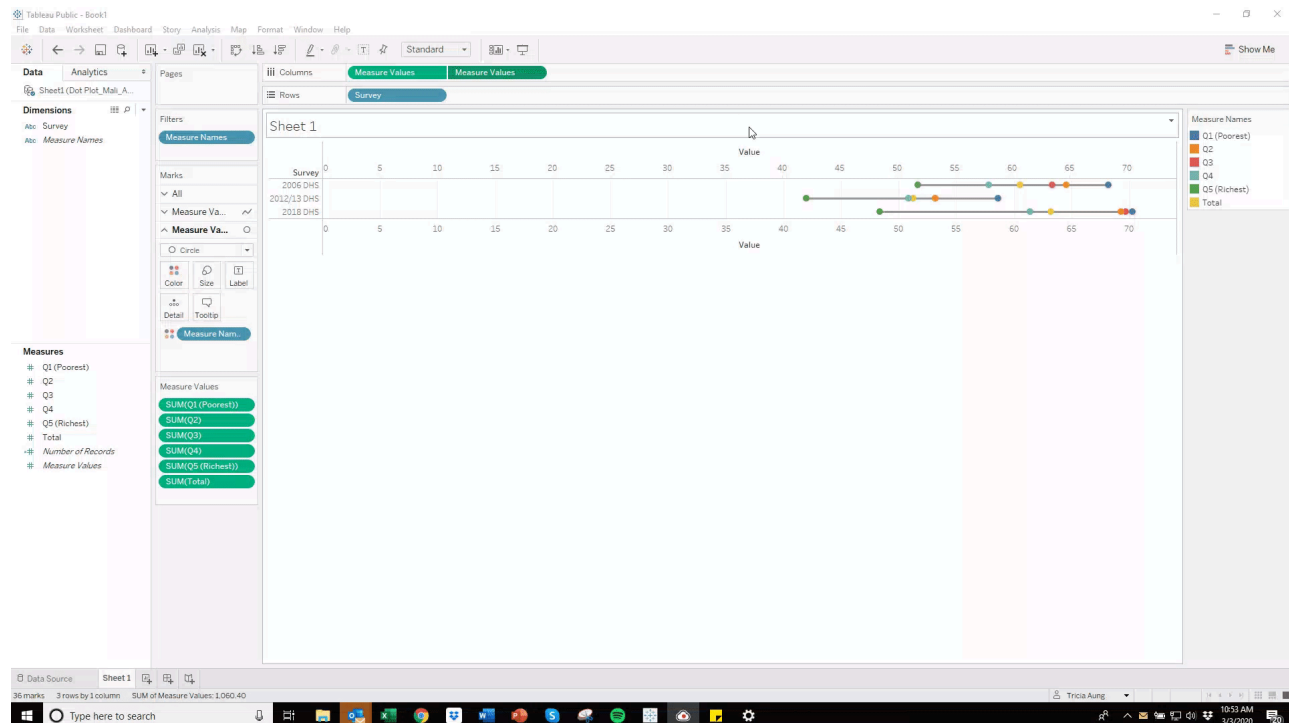 Tableau Public - Book1
File Data Worksheet Dashboard Story Analysis Map Format Window Help
Standard
Show Me
Data Analytics
Sheet1 (Dot Plot_Mali_A...
Dimensions
Abc Survey
Abc Measure Names
Measures
# Q1 (Poorest)
# Q2
# Q3
# Q4
# Q5 (Richest)
# Total
# Number of Records
# Measure Values
Pages
Filters
Measure Names
Marks
All
Measure Va...
Measure Va...
Circle
Color Size Label
Detail Tooltip
Measure Nam..
Measure Values
SUM(Q1 (Poorest))
SUM(Q2)
SUM(Q3)
SUM(Q4)
SUM(Q5 (Richest))
SUM(Total)
Columns Measure Values Measure Values
Rows Survey
Sheet 1
Value
Survey 0 5 10 15 20 25 30 35 40 45 50 55 60 65 70
2006 DHS
2012/13 DHS
2018 DHS
0 5 10 15 20 25 30 35 40 45 50 55 60 65 70
Value
Measure Names
Q1 (Poorest)
Q2
Q3
Q4
Q5 (Richest)
Total
Data Source Sheet 1
36 marks 3 rows by 1 column SUM of Measure Values: 1,060.40
Tricia Aung
Type here to search
10:53 AM
3/3/2020
20